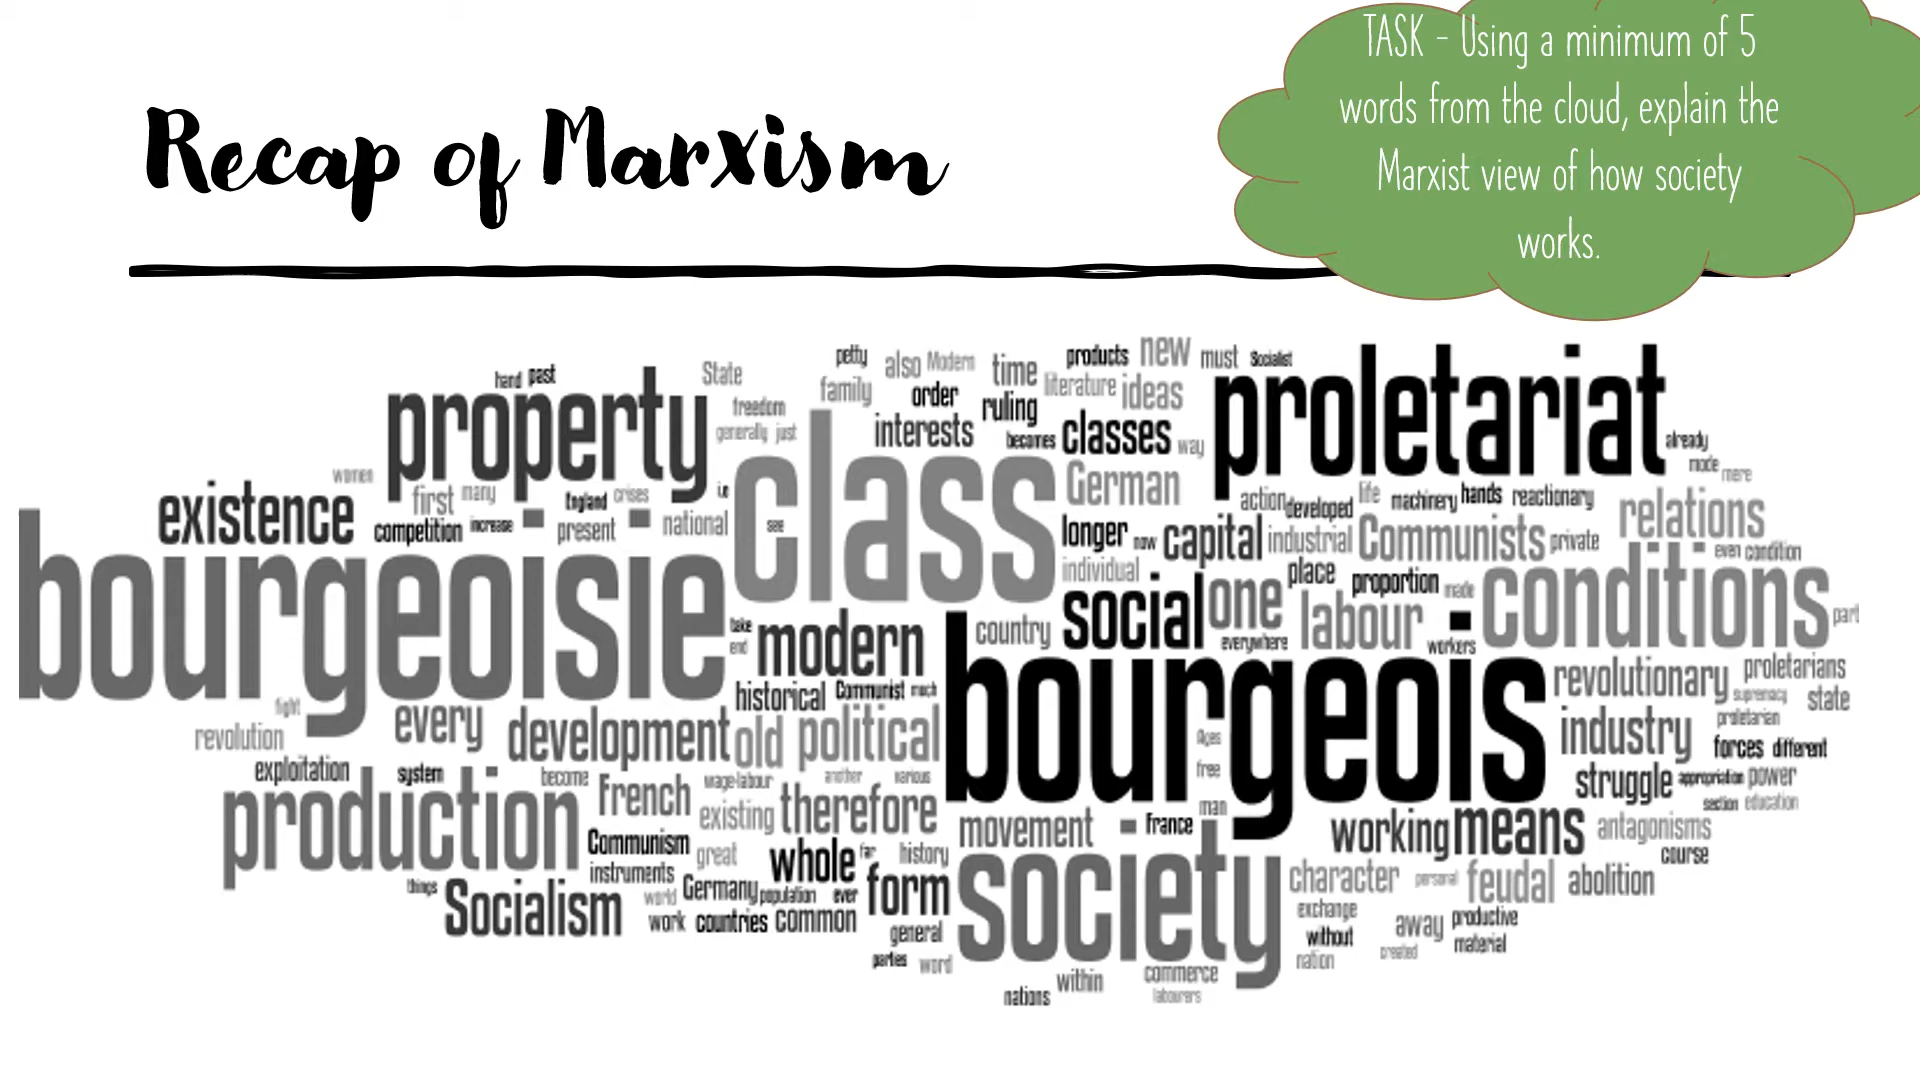 Recap of Marxism
TASK - Using a minimum of 5
words from the cloud, explain the
Marxist view of how society
works.
petty also Modern time products new must Socialist
hand past State family order ruling literature ideas proletariat
property freedom interests becomes classes way already
generally just class German mode mere
women existence first many England crises i.e
competition increase present national see
action developed life machinery hands reactionary relations
longer now capital industrial Communists private even condition
bourgeoisie individual place proportion made conditions part
take end modern country social one labour workers
everywhere
historical Communist much bourgeois revolutionary proletarians
supremacy state
fight every development old political industry proletarian
revolution Ages forces different
exploitation system become French wage-labour another various free struggle appropriation power
section education
production existing therefore man
Communism great movement france working means antagonisms
instruments whole far history society course
things Socialism world Germany population ever form character personal feudal abolition
work countries common exchange away productive
general without created material
parties word nation
within commerce
nations labourers